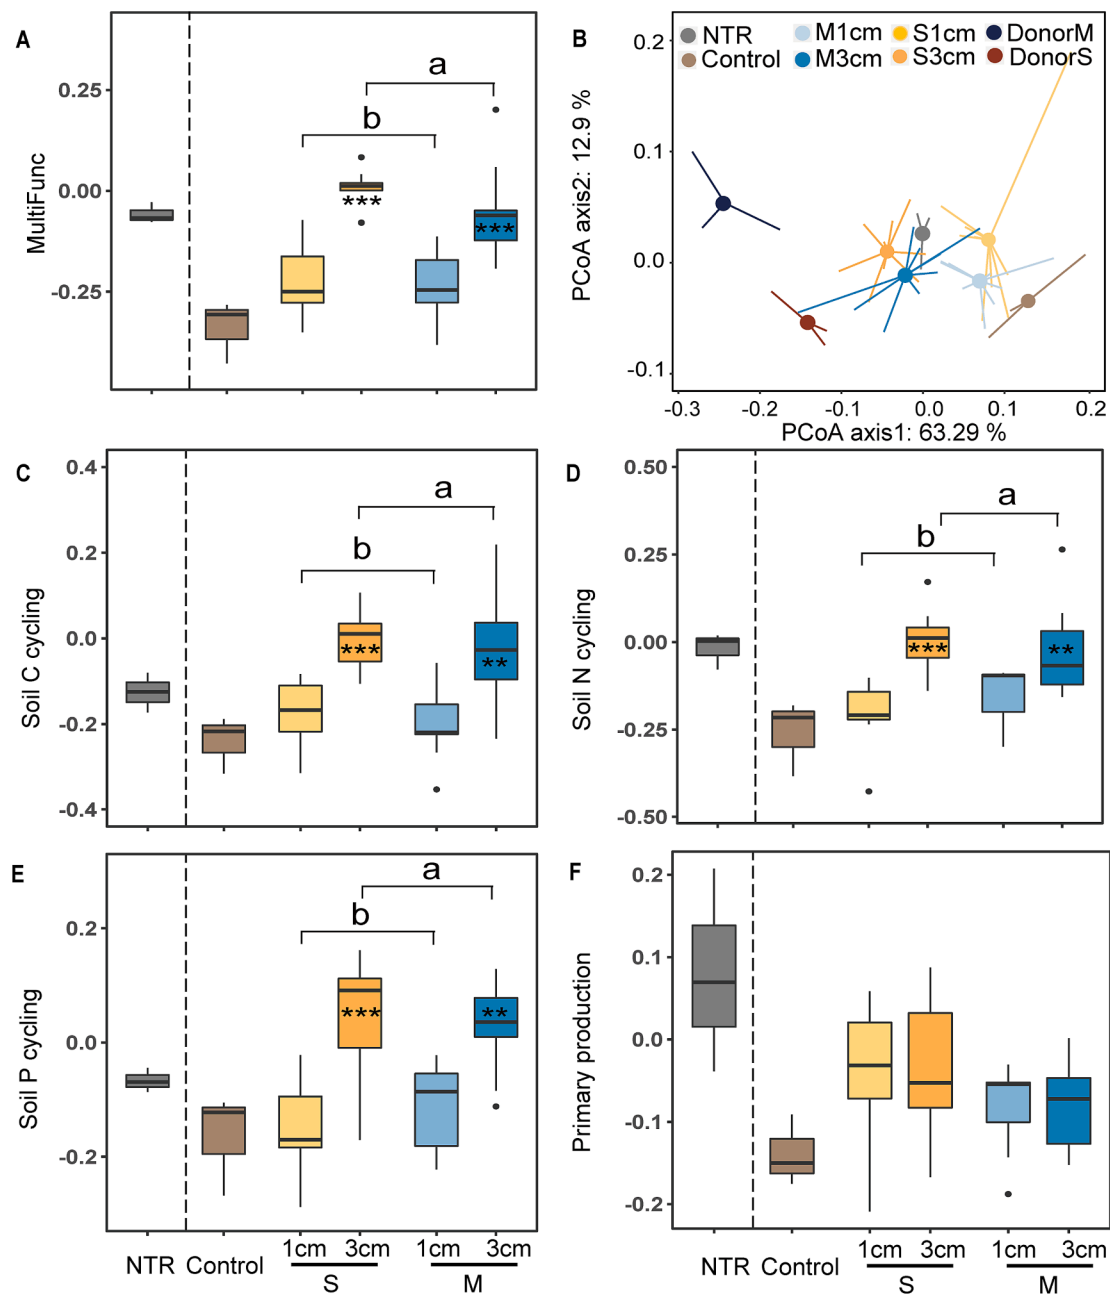 A
MultiFunc
0.25
0.00
-0.25
a
b
***
***
B
NTR
M1cm
S1cm
DonorM
Control
M3cm
S3cm
DonorS
PCoA axis2: 12.9 %
0.2
0.1
0.0
-0.1
-0.3
-0.2
-0.1
0.0
0.1
0.2
PCoA axis1: 63.29 %
C
Soil C cycling
0.4
0.2
0.0
-0.2
-0.4
a
b
***
**
D
Soil N cycling
0.50
0.25
0.00
-0.25
-0.50
a
b
***
**
E
Soil P cycling
0.2
0.0
-0.2
a
b
***
**
NTR
Control
1cm
3cm
1cm
3cm
S
M
F
Primary production
0.2
0.1
0.0
-0.1
-0.2
NTR
Control
1cm
3cm
1cm
3cm
S
M